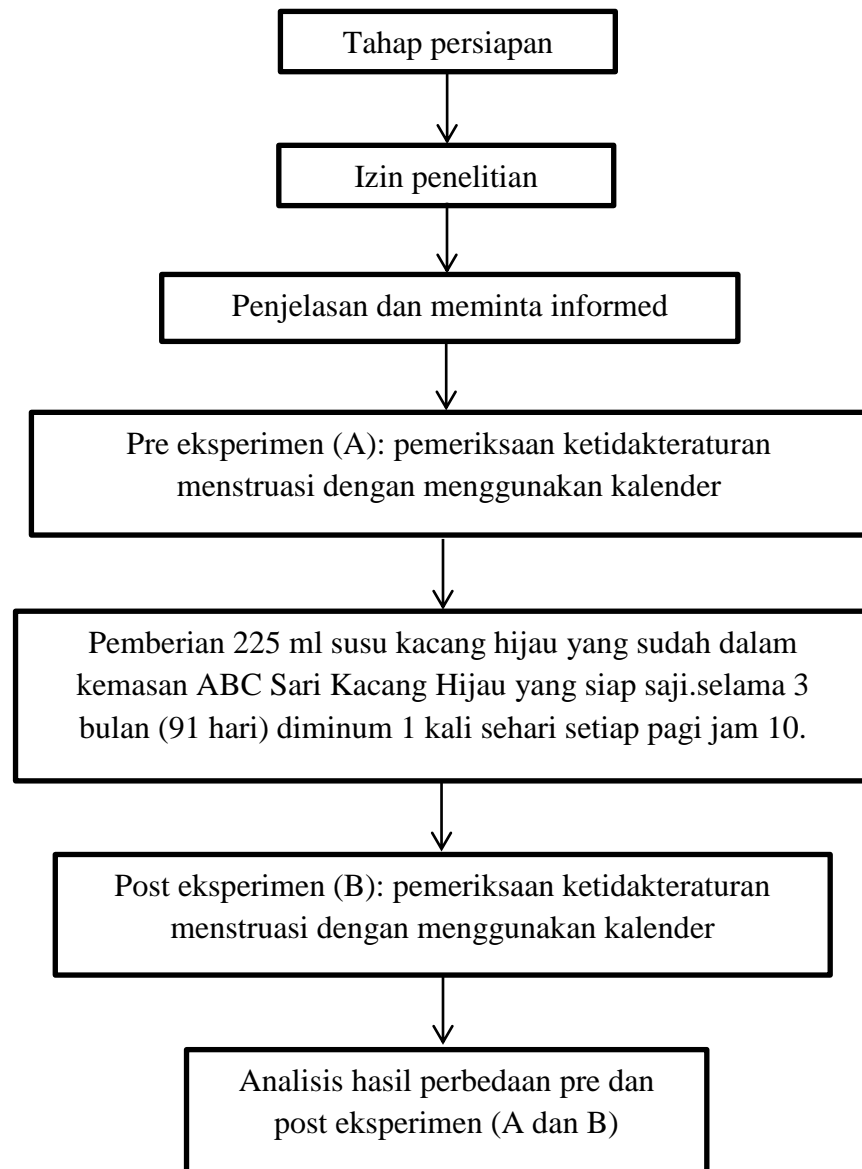 Tahap persiapan
Izin penelitian
Penjelasan dan meminta informed
Pre eksperimen (A): pemeriksaan ketidakteraturan
menstruasi dengan menggunakan kalender
Pemberian 225 ml susu kacang hijau yang sudah dalam
kemasan ABC Sari Kacang Hijau yang siap saji.selama 3
bulan (91 hari) diminum 1 kali sehari setiap pagi jam 10.
Post eksperimen (B): pemeriksaan ketidakteraturan
menstruasi dengan menggunakan kalender
Analisis hasil perbedaan pre dan
post eksperimen (A dan B)